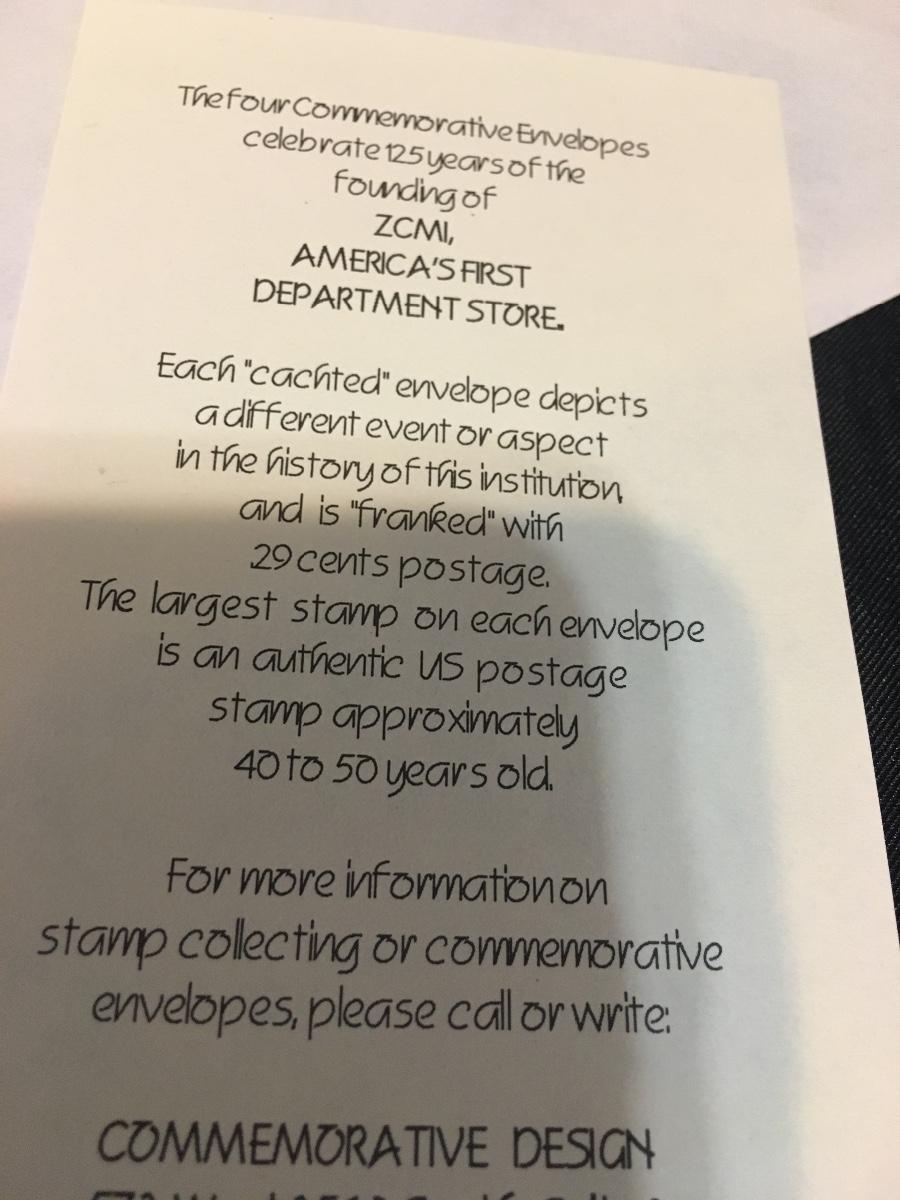 The Four Commemorative Envelopes
celebrate 125 years of the
founding of
ZCMI,
AMERICA'S FIRST
DEPARTMENT STORE.
Each "cachted" envelope depicts
a different event or aspect
in the history of this institution,
and is "franked" with
29 cents postage.
The largest stamp on each envelope
is an authentic US postage
stamp approximately
40 to 50 years old.
For more information on
stamp collecting or commemorative
envelopes, please call or write:
COMMEMORATIVE DESIGN